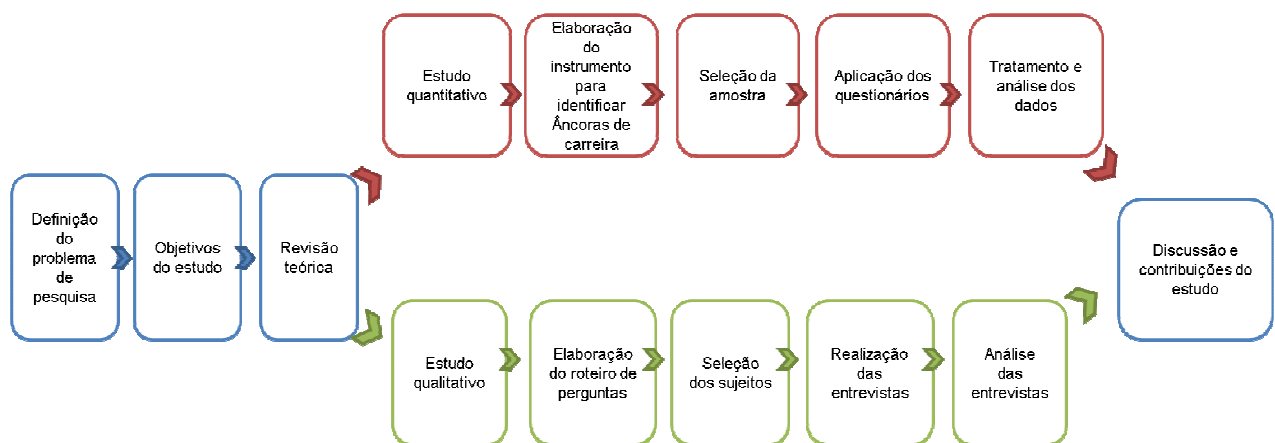 Definição
do
problema
de
pesquisa
Objetivos
do estudo
Revisão
teórica
Estudo
quantitativo
Elaboração
do
instrumento
para
identificar
Âncoras de
carreira
Seleção da
amostra
Aplicação dos
questionários
Tratamento e
análise dos
dados
Estudo
qualitativo
Elaboração
do roteiro de
perguntas
Seleção
dos sujeitos
Realização
das
entrevistas
Análise
das
entrevistas
Discussão e
contribuições do
estudo